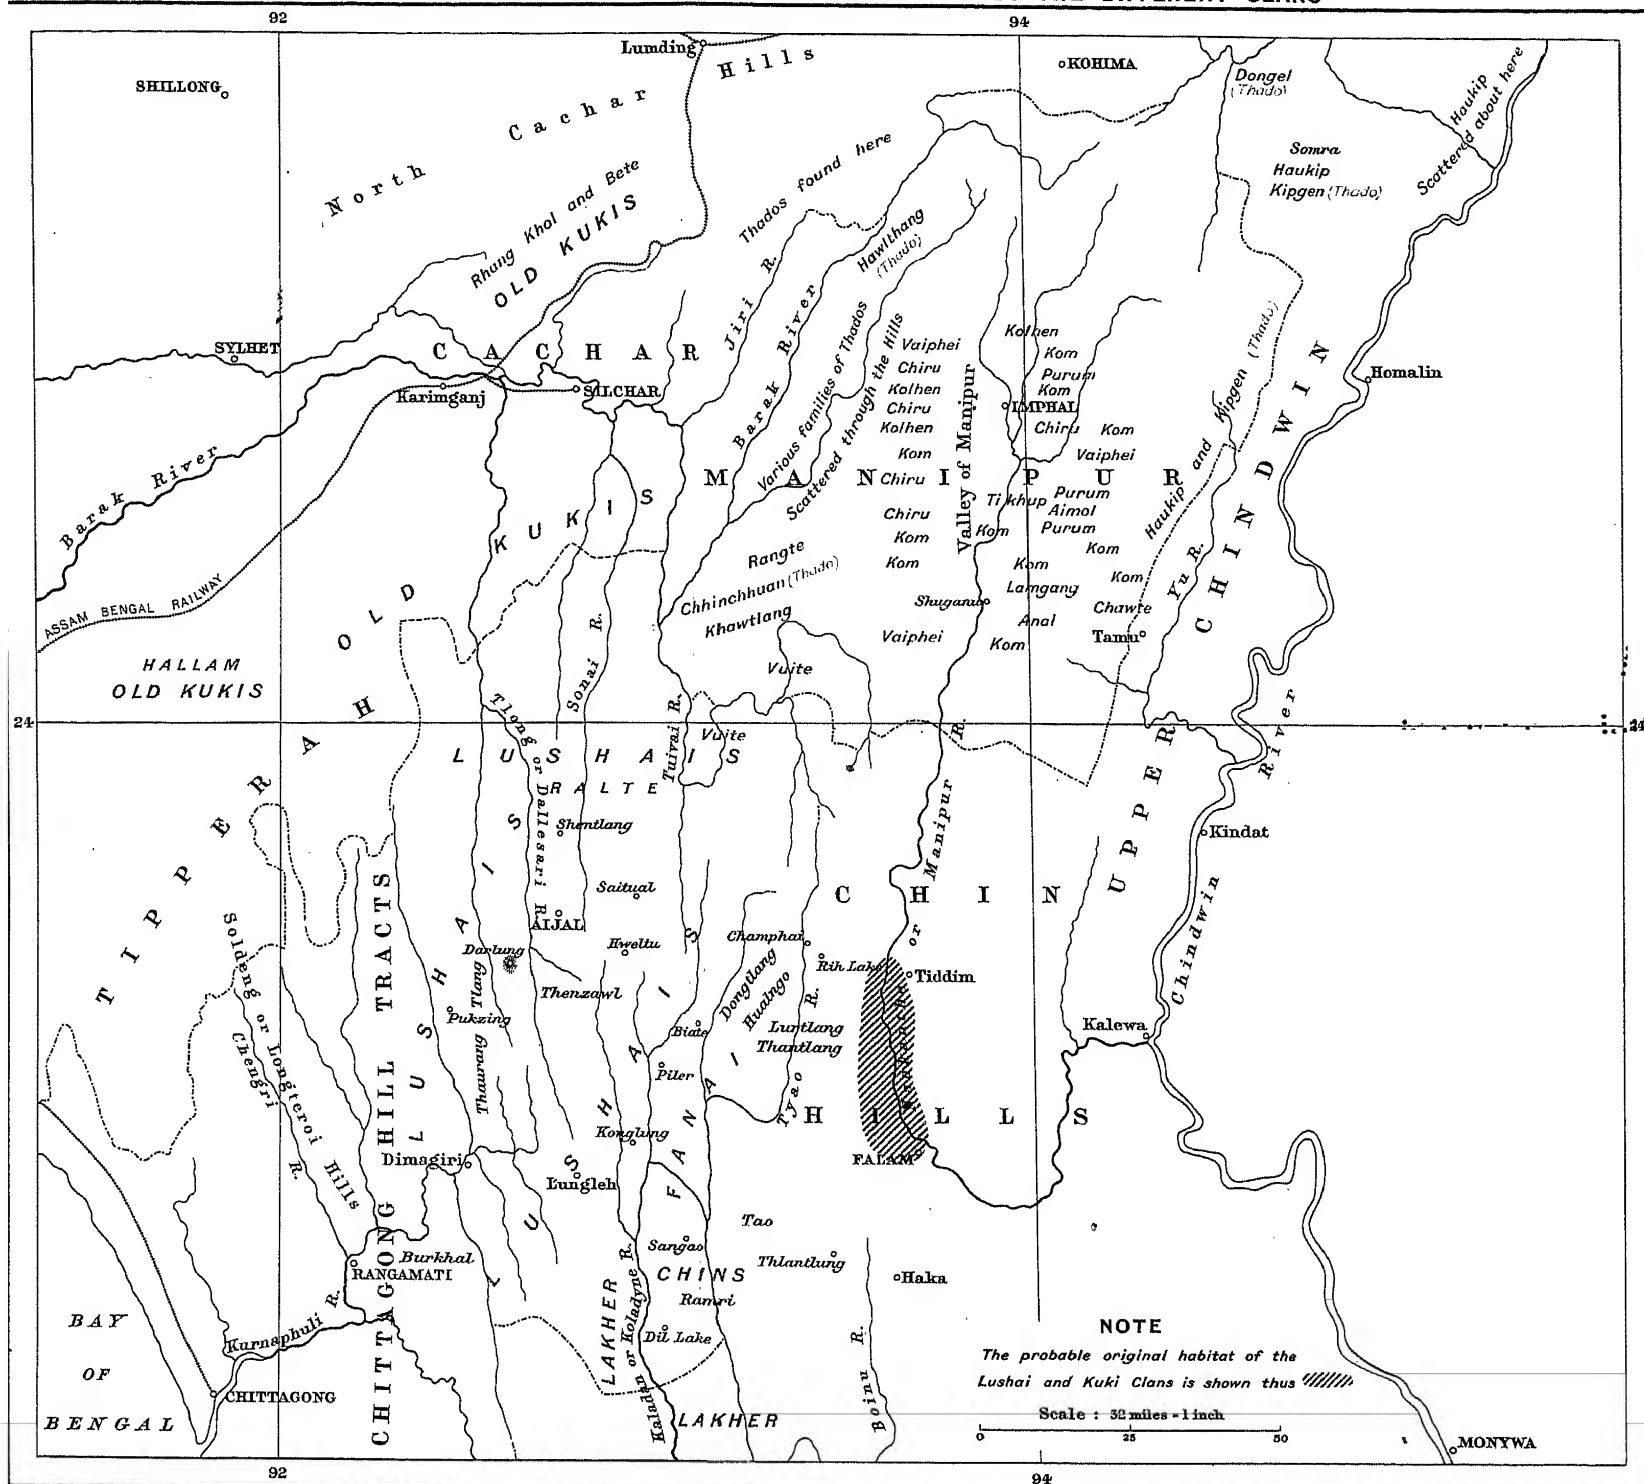 92
94
SHILLONG
Lumding
North Cachar Hills
KOHIMA
Dongel
(Thado)
Haukip
Scattered about here
Somra
Haukip
Kipgen (Thado)
Rhang Khol and Bete
OLD KUKIS
Thados found here
Hawlthang
(Thado)
Jiri R.
Barak River
Various families of Thados
Scattered through the Hills
SYLHET
CACHAR
Karimganj
SILCHAR
Barak River
ASSAM BENGAL RAILWAY
Vaiphei
Chiru
Kolhen
Chiru
Kolhen
Kom
Chiru
Chiru
Kom
Kom
Valley of Manipur
Kolhen
Kom
Purum
Kom
IMPHAL
Chiru
Kom
Vaiphei
MANIPUR
Tikhup
Purum
Aimol
Kom
Purum
Kom
Kom
Kom
Lamgang
Chawte
Anal
Kom
Tamu
Shuganu
Vaiphei
Haukip and Kipgen (Thado)
Yu R.
Homalin
UPPER CHINDWIN
Rangte
Chhinchhuan (Thado)
Khawtlang
Vuite
Vuite
HALLAM
OLD KUKIS
OLD KUKIS
TIPPERAH
24
24
Sonai R.
Tlong or Dallesari R.
Tuivai R.
LUSHAIS
RALTE
Shentlang
Saitual
AIJAL
Darlung
Hweltu
Thenzawl
Pukzing
Thaurang Tlang
Champhai
Rih Lake
Dongtlang
Hualngo
Biate
Luntlang
Thantlang
Piler
Konglung
Lungleh
LUSHAIS
LUSHAIS
FANAI
Tyao R.
Manipur or
R.
CHIN HILLS
Tiddim
FALAM
Kindat
Chindwin River
Kalewa
Soldeng or Longteroi Hills
Chengri R.
CHITTAGONG HILL TRACTS
Dimagiri
Burkhal
RANGAMATI
Kurnaphuli R.
CHITTAGONG
BAY
OF
BENGAL
Tao
Sangao
Thlantlung
CHINS
Ramri
Dil Lake
Haka
LAKHER
Kaladan or Koladyne R.
LAKHER
Boinu R.
NOTE
The probable original habitat of the
Lushai and Kuki Clans is shown thus
Scale : 32 miles = 1 inch
0 25 50
MONYWA
92
94